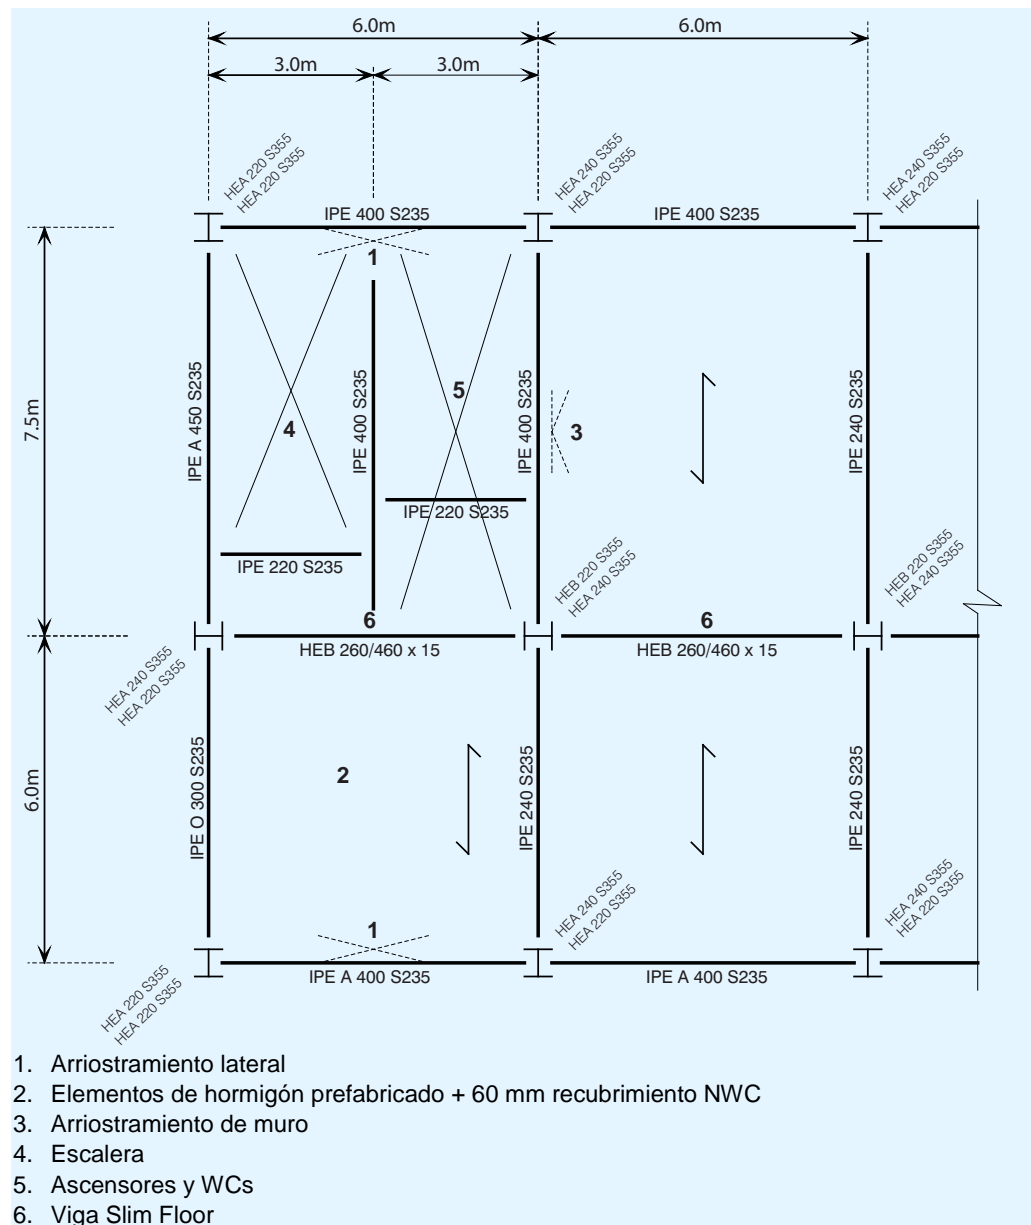 6.0m
6.0m
3.0m
3.0m
HEA 220 S355
HEA 220 S355
HEA 240 S355
HEA 220 S355
HEA 240 S355
HEA 220 S355
IPE 400 S235
IPE 400 S235
1
7.5m
IPE A 450 S235
4
IPE 400 S235
5
IPE 400 S235
3
IPE 240 S235
IPE 220 S235
IPE 220 S235
HEB 220 S355
HEA 240 S355
HEB 220 S355
HEA 240 S355
6
6
HEB 260/460 x 15
HEB 260/460 x 15
HEA 240 S355
HEA 220 S355
6.0m
IPE O 300 S235
2
IPE 240 S235
IPE 240 S235
HEA 240 S355
HEA 220 S355
HEA 240 S355
HEA 220 S355
1
IPE A 400 S235
IPE A 400 S235
HEA 220 S355
HEA 220 S355
1. Arriostramiento lateral
2. Elementos de hormigón prefabricado + 60 mm recubrimiento NWC
3. Arriostramiento de muro
4. Escalera
5. Ascensores y WCs
6. Viga Slim Floor